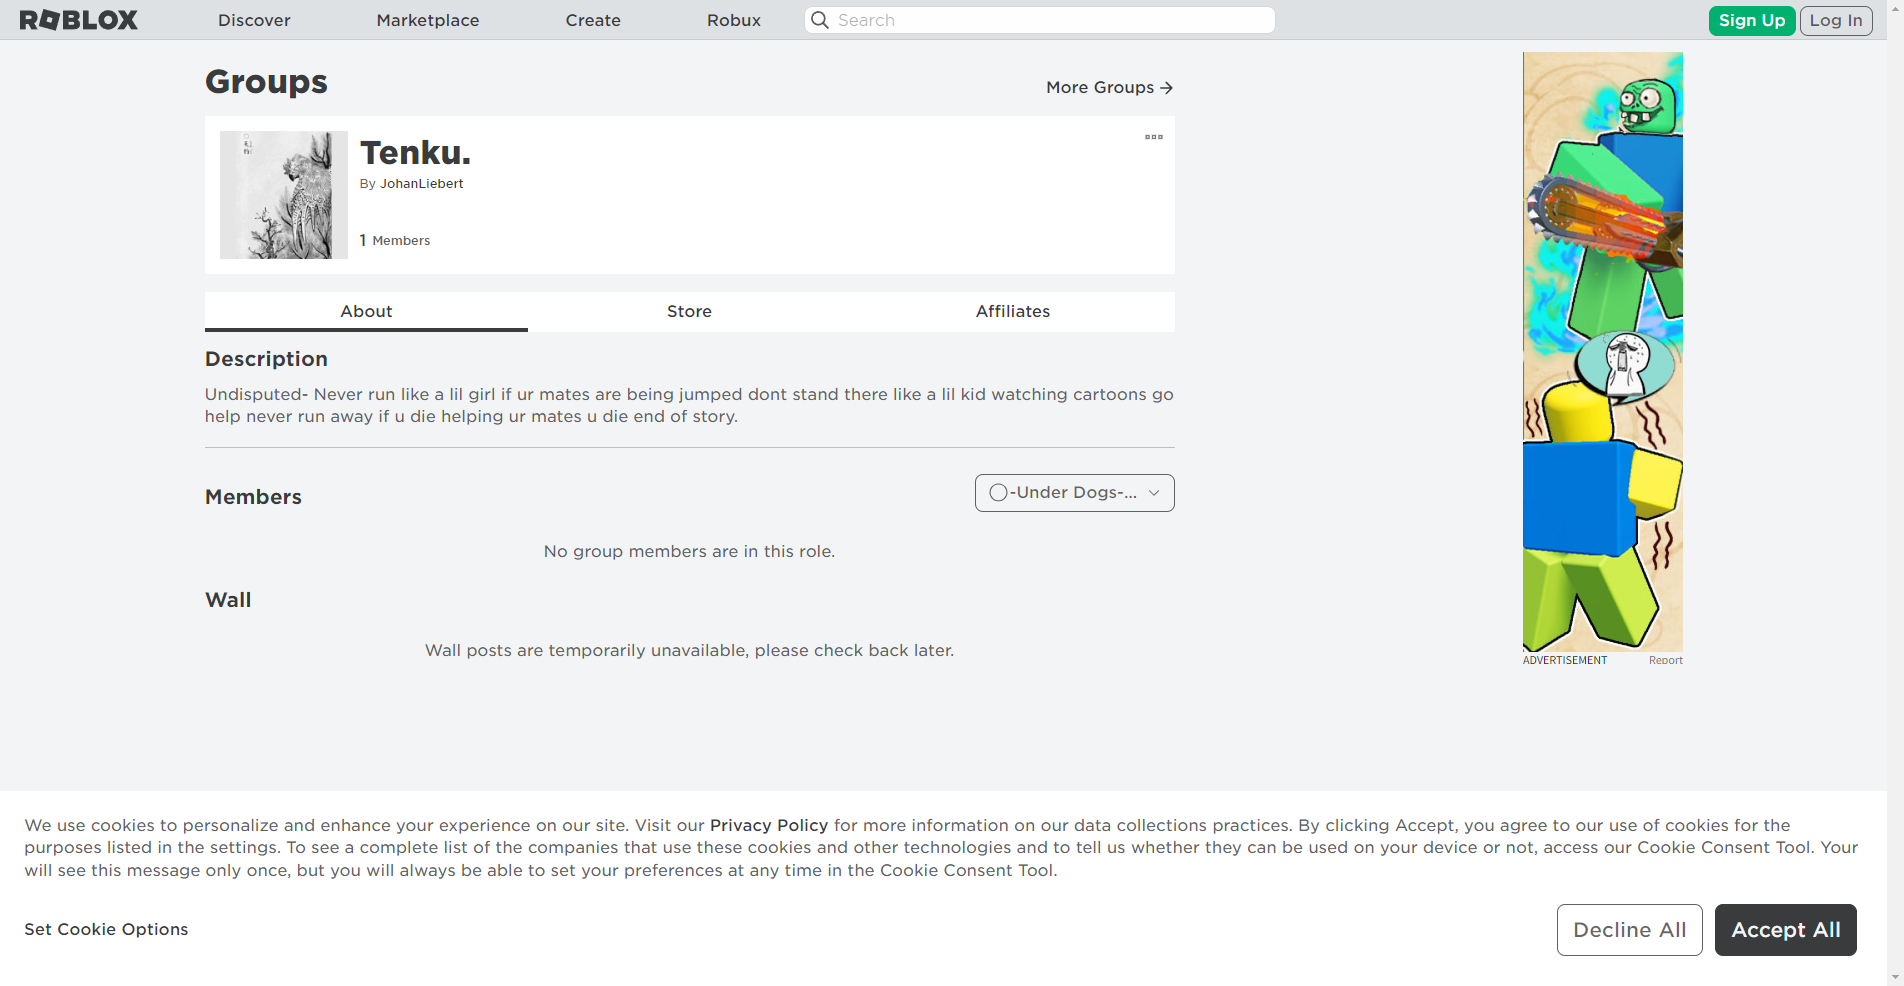 ROBLOX
Discover
Marketplace
Create
Robux
Search
Sign Up
Log In
Groups
More Groups →
Tenku.
By JohanLiebert
1 Members
About
Store
Affiliates
Description
Undisputed- Never run like a lil girl if ur mates are being jumped dont stand there like a lil kid watching cartoons go
help never run away if u die helping ur mates u die end of story.
Members
◯-Under Dogs-...
No group members are in this role.
Wall
Wall posts are temporarily unavailable, please check back later.
ADVERTISEMENT
Report
We use cookies to personalize and enhance your experience on our site. Visit our Privacy Policy for more information on our data collections practices. By clicking Accept, you agree to our use of cookies for the
purposes listed in the settings. To see a complete list of the companies that use these cookies and other technologies and to tell us whether they can be used on your device or not, access our Cookie Consent Tool. Your
will see this message only once, but you will always be able to set your preferences at any time in the Cookie Consent Tool.
Set Cookie Options
Decline All
Accept All